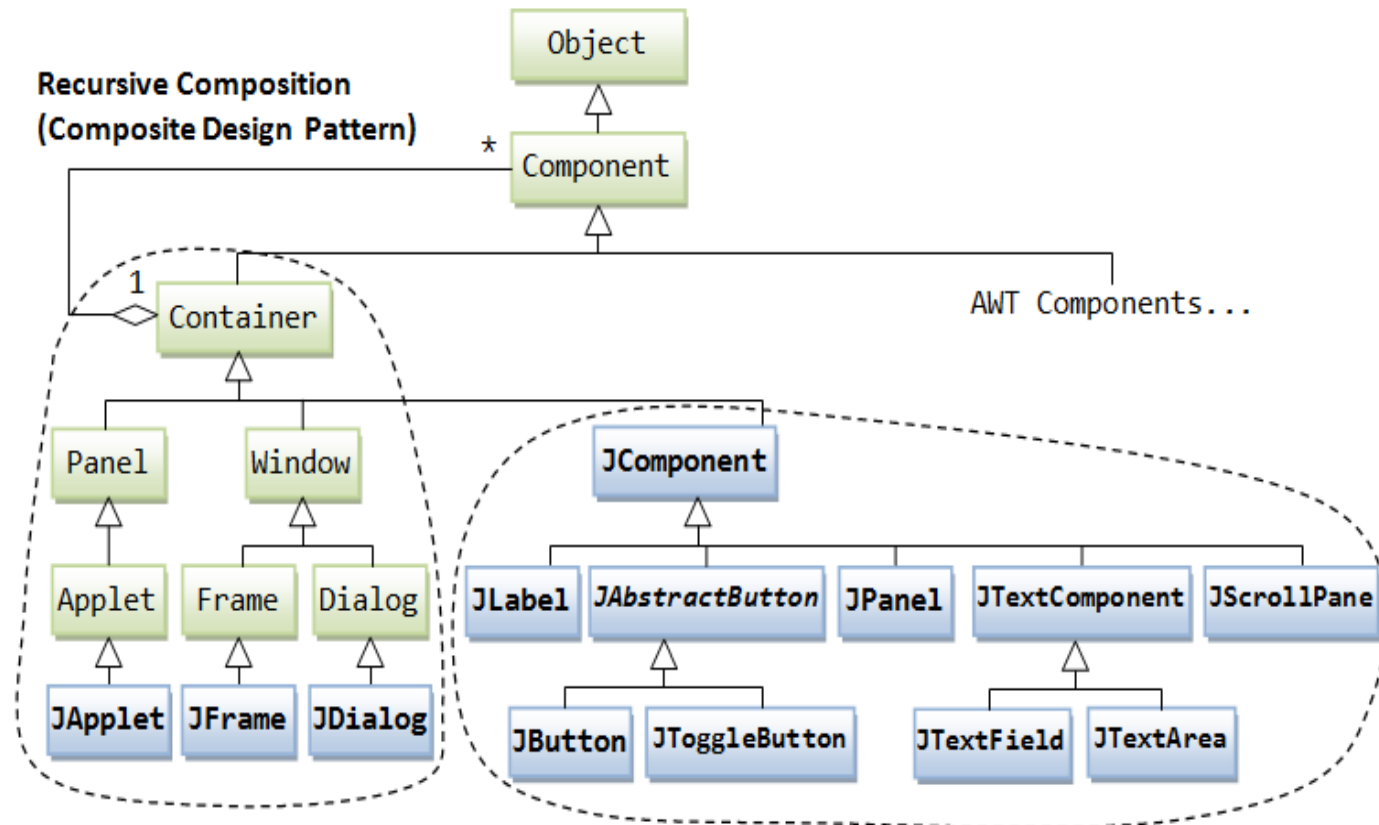 Object
Recursive Composition
(Composite Design Pattern)
*
Component
1
Container
AWT Components...
Panel
Window
JComponent
Applet
Frame
Dialog
JLabel
JAbstractButton
JPanel
JTextComponent
JScrollPane
JApplet
JFrame
JDialog
JButton
JToggleButton
JTextField
JTextArea